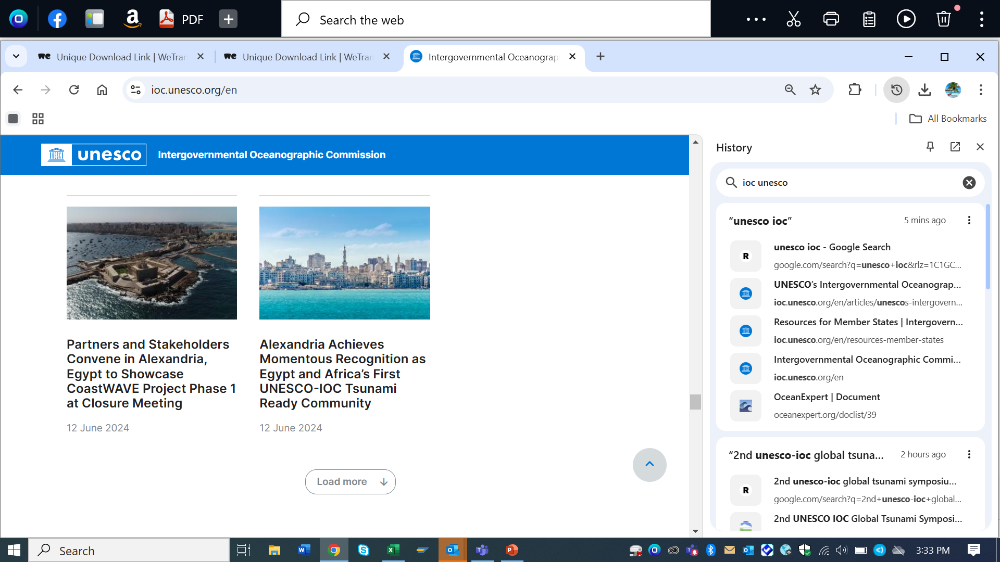 PDF
Search the web
Unique Download Link | WeTran
Unique Download Link | WeTran
Intergovernmental Oceanograp
ioc.unesco.org/en
All Bookmarks
unesco
Intergovernmental Oceanographic Commission
Partners and Stakeholders
Convene in Alexandria,
Egypt to Showcase
CoastWAVE Project Phase 1
at Closure Meeting
12 June 2024
Alexandria Achieves
Momentous Recognition as
Egypt and Africa’s First
UNESCO-IOC Tsunami
Ready Community
12 June 2024
Load more
History
ioc unesco
“unesco ioc”
5 mins ago
R
unesco ioc - Google Search
google.com/search?q=unesco+ioc&rlz=1C1GC...
UNESCO’s Intergovernmental Oceanograp...
ioc.unesco.org/en/articles/unescos-intergovern...
Resources for Member States | Intergovern...
ioc.unesco.org/en/resources-member-states
Intergovernmental Oceanographic Commi...
ioc.unesco.org/en
OceanExpert | Document
oceanexpert.org/doclist/39
“2nd unesco-ioc global tsuna...
2 hours ago
R
2nd unesco-ioc global tsunami symposiu...
google.com/search?q=2nd+unesco-ioc+global...
2nd UNESCO IOC Global Tsunami Symposi...
Search
3:33 PM